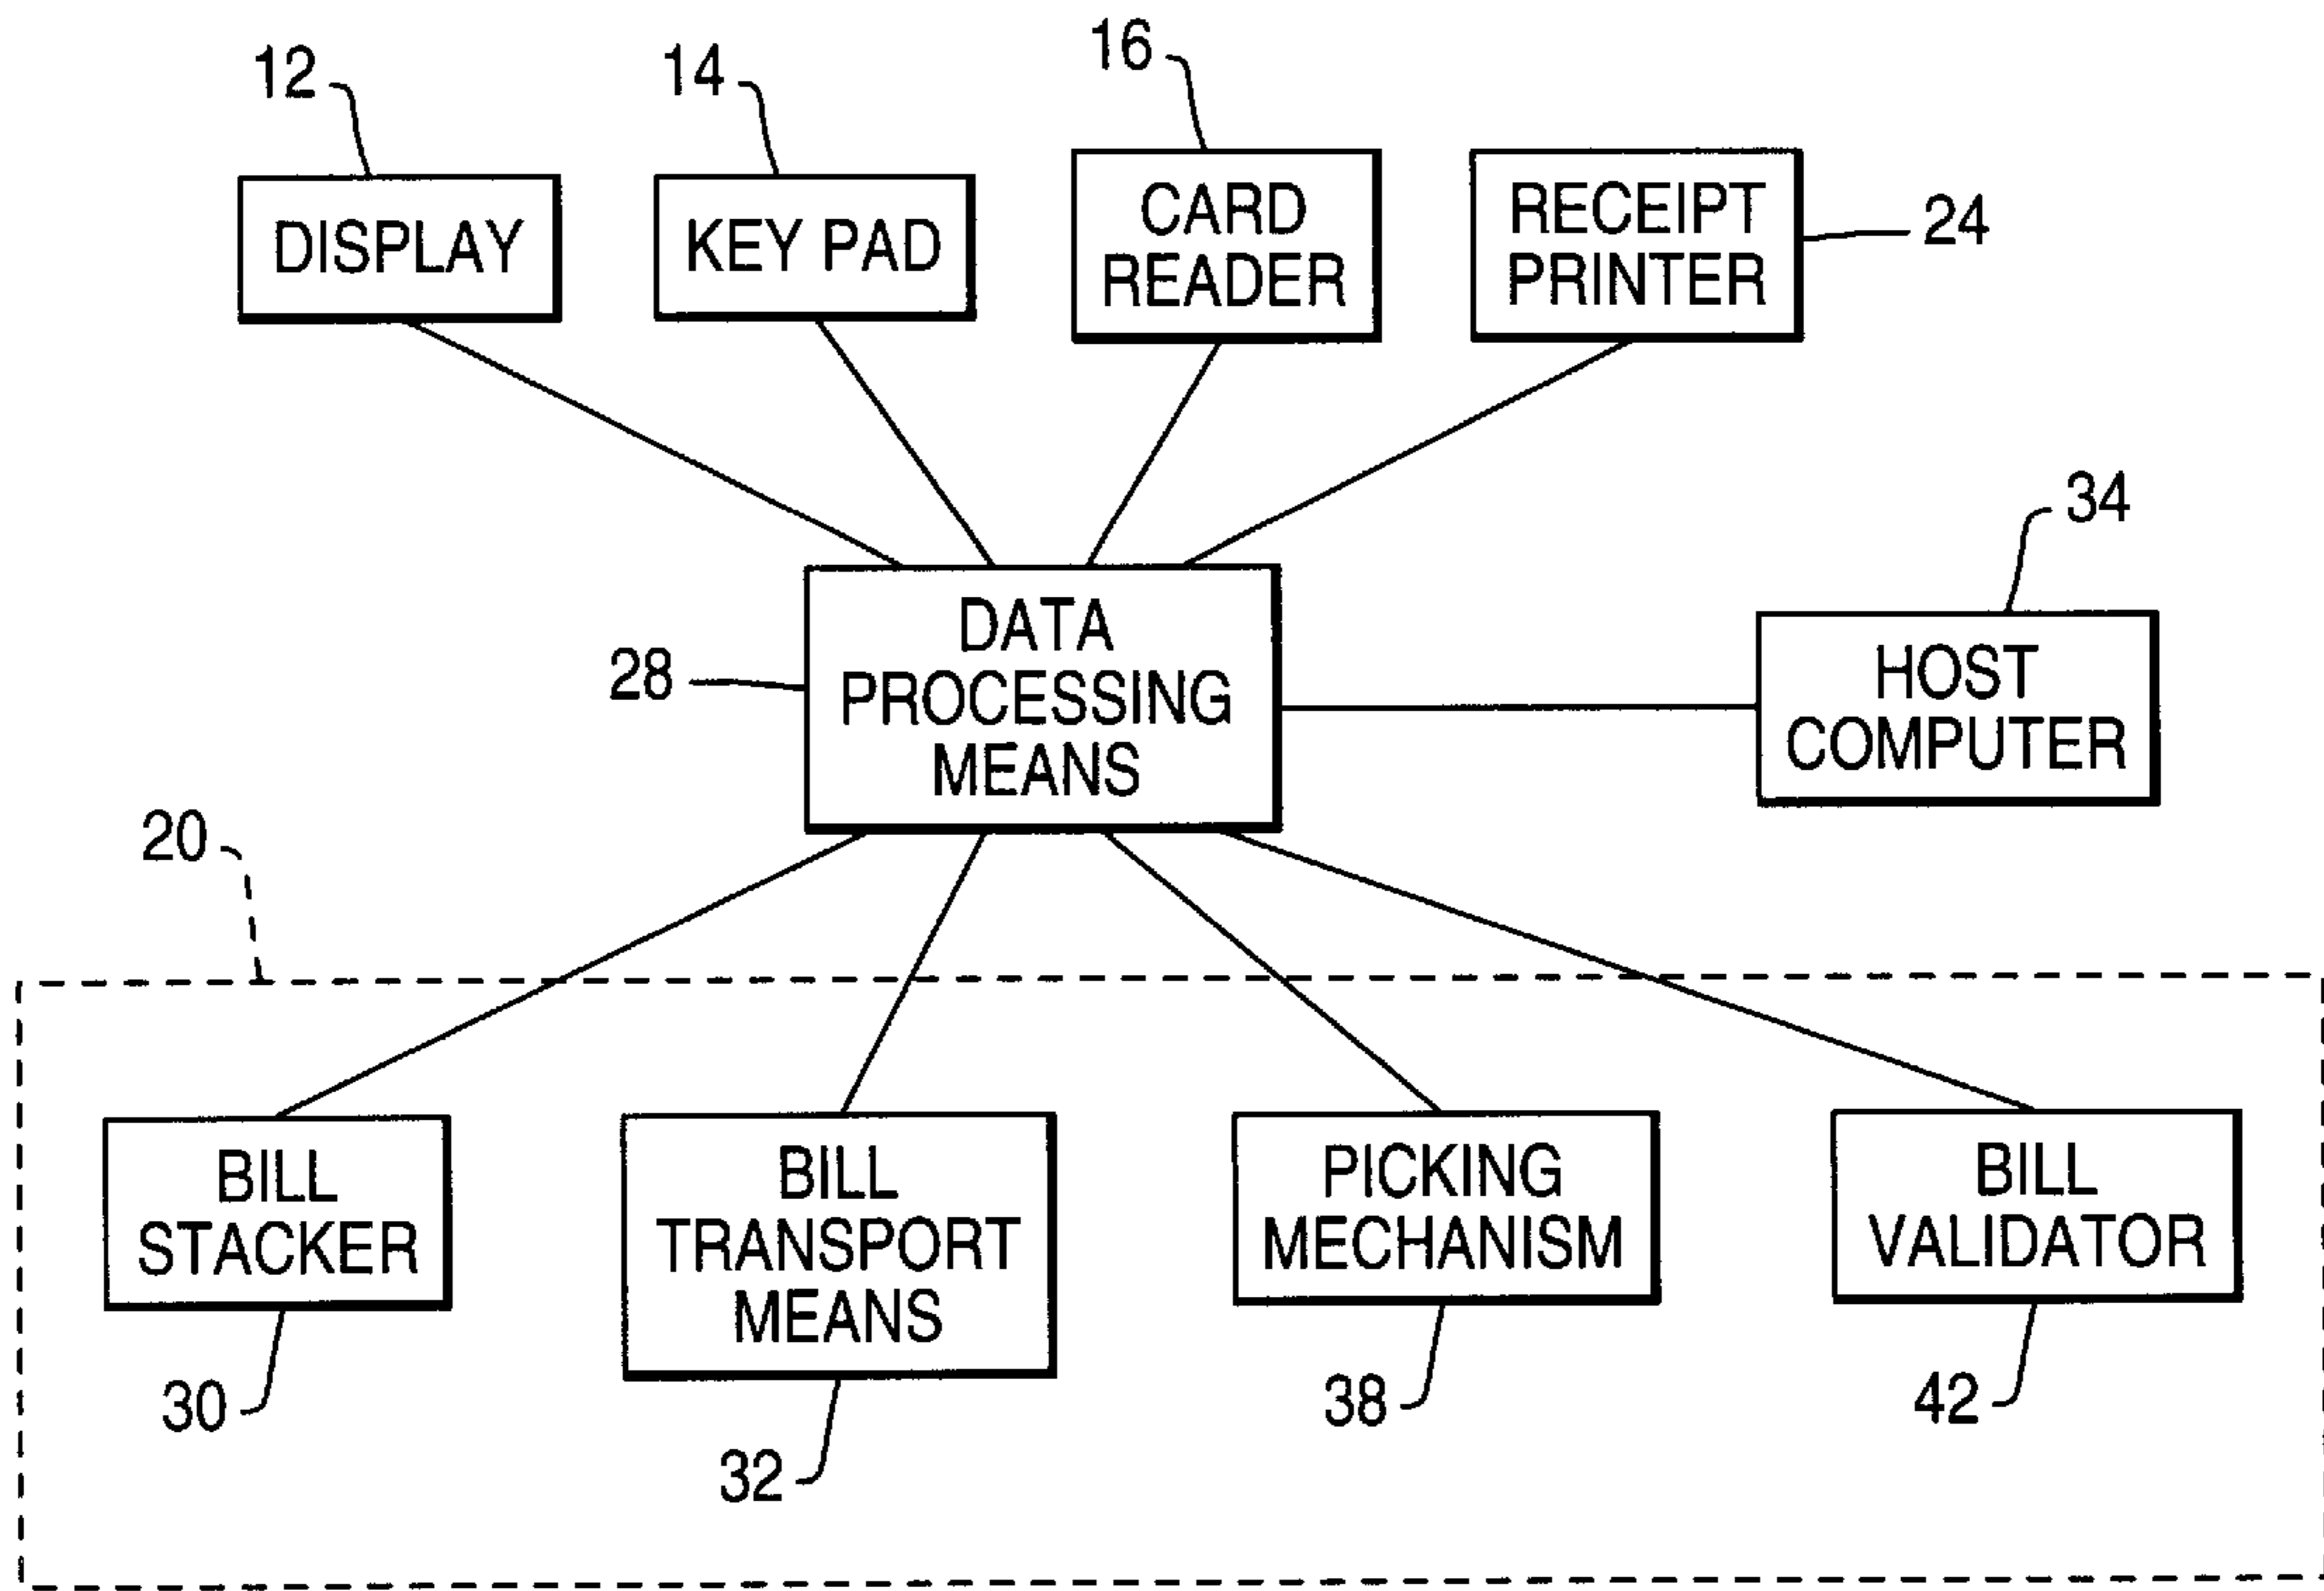 12
14
16
DISPLAY
KEY PAD
CARD
READER
RECEIPT
PRINTER
24
34
28
DATA
PROCESSING
MEANS
HOST
COMPUTER
20
BILL
STACKER
BILL
TRANSPORT
MEANS
PICKING
MECHANISM
BILL
VALIDATOR
30
32
38
42